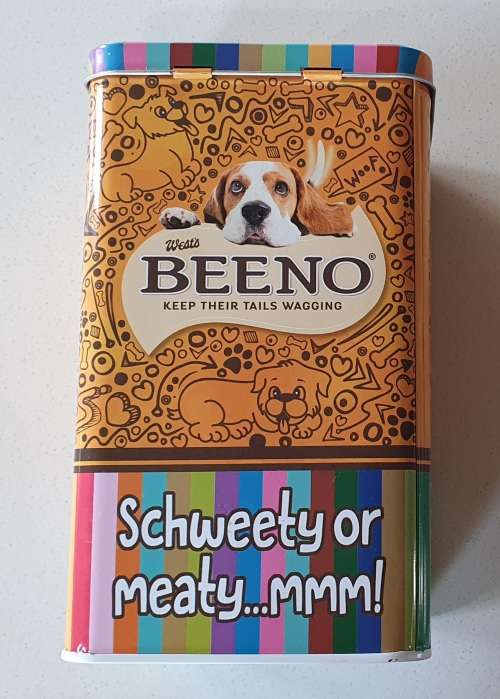 Woof
West's
BEENO®
KEEP THEIR TAILS WAGGING
Schweety or
meaty...mmm!